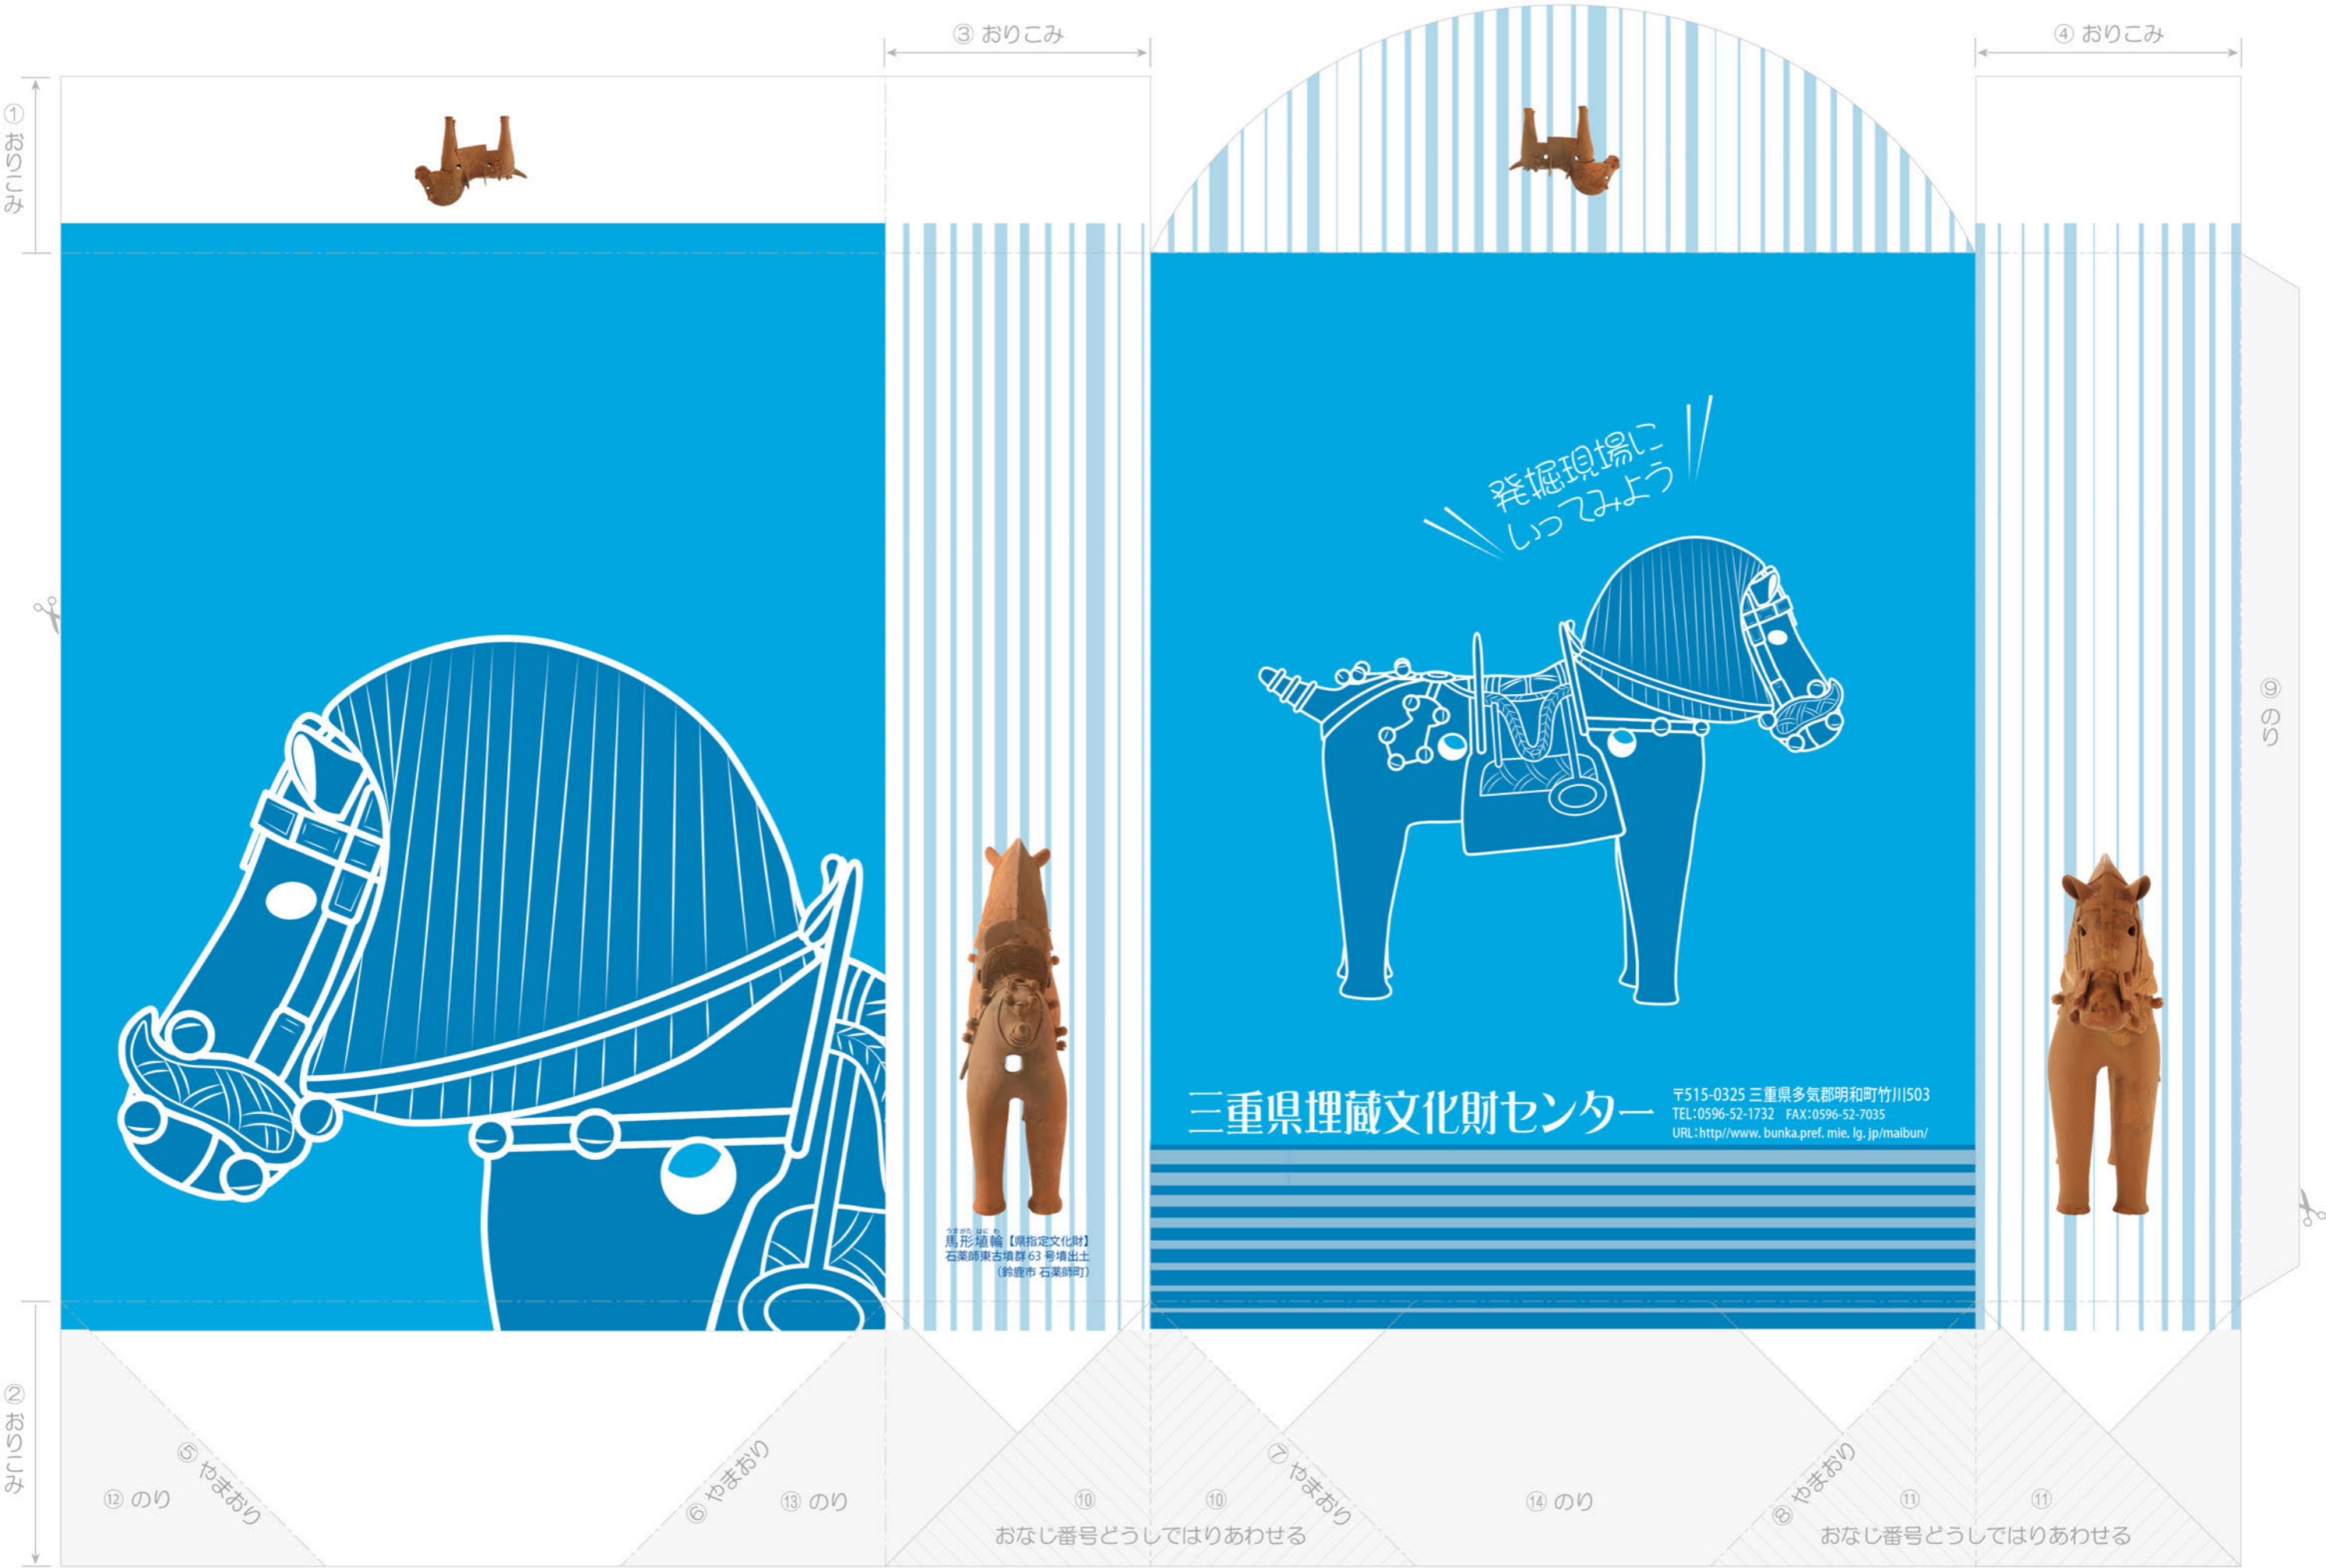 ③ おりこみ
④ おりこみ
① おりこみ
発掘現場に
いってみよう
⑨ のり
三重県埋蔵文化財センター
〒515-0325 三重県多気郡明和町竹川503
TEL:0596-52-1732 FAX:0596-52-7035
URL:http//www. bunka.pref. mie. lg. jp/maibun/
うまがた はに わ
馬形埴輪【県指定文化財】
石薬師東古墳群 63 号墳出土
(鈴鹿市 石薬師町)
② おりこみ
⑤ やまおり
⑥ やまおり
⑦ やまおり
⑧ やまおり
⑫ のり
⑬ のり
⑩
⑩
⑭ のり
⑪
⑪
おなじ番号どうしではりあわせる
おなじ番号どうしではりあわせる